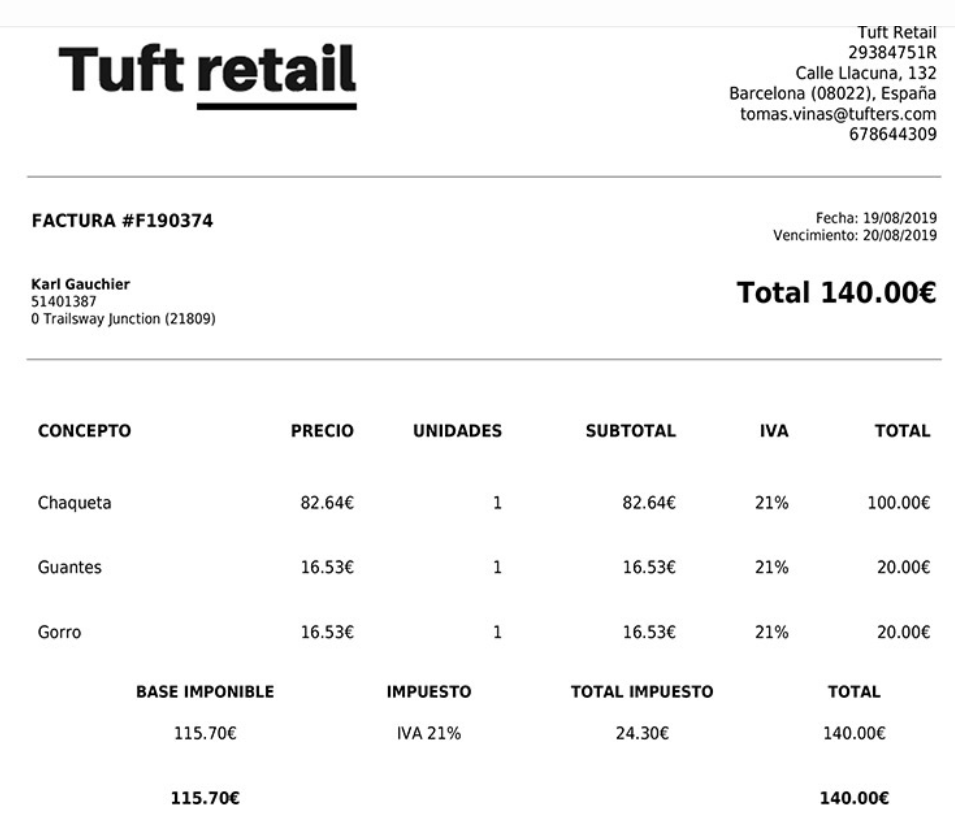 Tuft retail
Tuft Retail
29384751R
Calle Llacuna, 132
Barcelona (08022), España
tomas.vinas@tufters.com
678644309
FACTURA #F190374
Fecha: 19/08/2019
Vencimiento: 20/08/2019
Karl Gauchier
51401387
0 Trailsway Junction (21809)
Total 140.00€
CONCEPTO PRECIO UNIDADES SUBTOTAL IVA TOTAL
Chaqueta 82.64€ 1 82.64€ 21% 100.00€
Guantes 16.53€ 1 16.53€ 21% 20.00€
Gorro 16.53€ 1 16.53€ 21% 20.00€
BASE IMPONIBLE IMPUESTO TOTAL IMPUESTO TOTAL
115.70€ IVA 21% 24.30€ 140.00€
115.70€ 140.00€